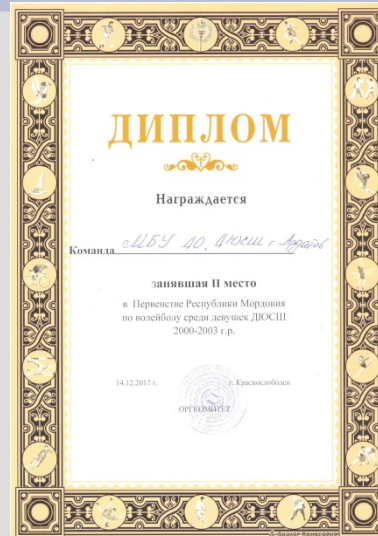 ДИПЛОМ
Награждается
Команда МБУ ДО. ДЮСШ г. Ардатов
занявшая II место
в Первенстве Республики Мордовия
по волейболу среди девушек ДЮСШ
2000-2003 г.р.
14.12.2017 г. г. Краснослободск
ОРГКОМИТЕТ